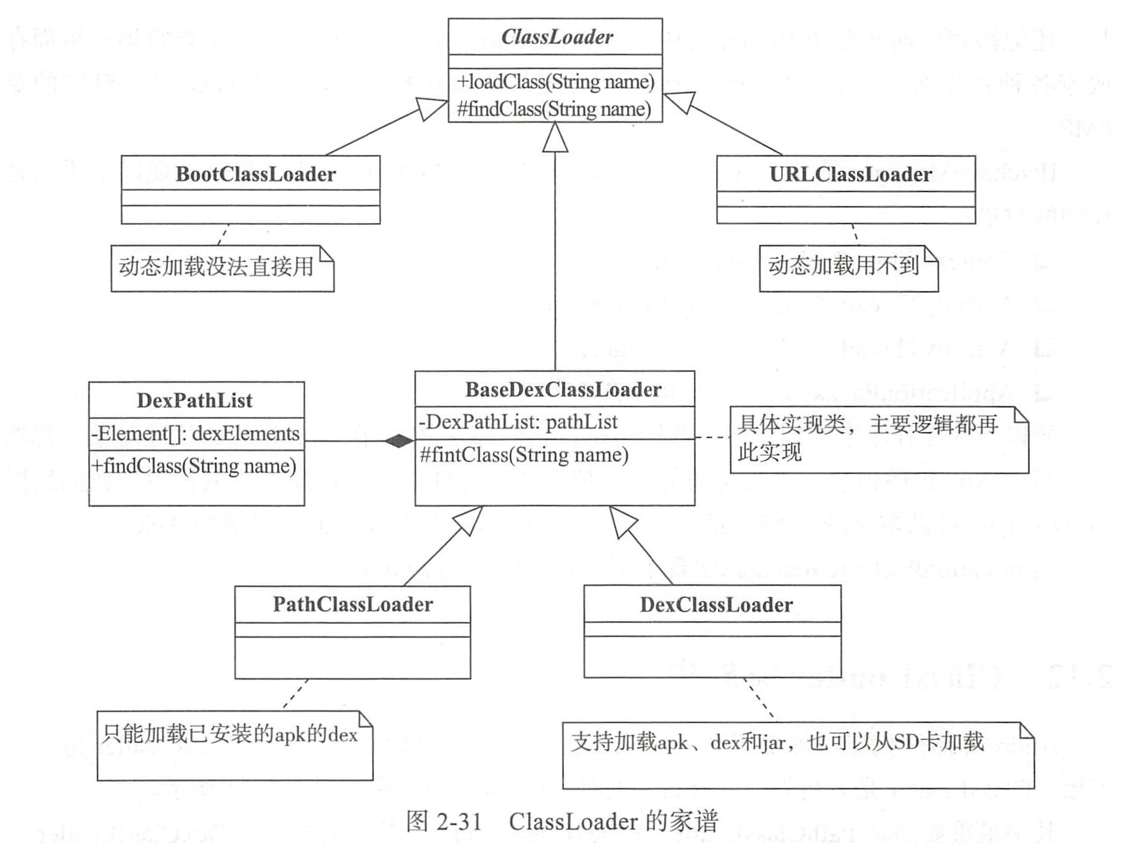 ClassLoader
+loadClass(String name)
#findClass(String name)
BootClassLoader
URLClassLoader
动态加载没法直接用
动态加载用不到
DexPathList
-Element[]: dexElements
+findClass(String name)
BaseDexClassLoader
-DexPathList: pathList
#fintClass(String name)
具体实现类，主要逻辑都再
此实现
PathClassLoader
DexClassLoader
只能加载已安装的apk的dex
支持加载apk、dex和jar，也可以从SD卡加载
图 2-31 ClassLoader 的家谱